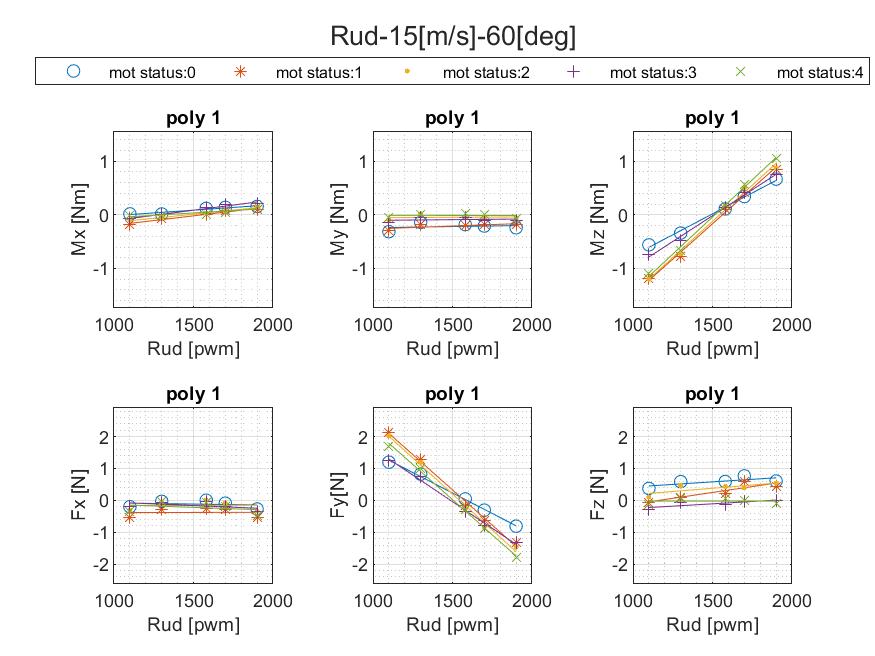 Rud-15[m/s]-60[deg]
mot status:0 mot status:1 mot status:2 mot status:3 mot status:4
poly 1 poly 1 poly 1
Mx [Nm] My [Nm] Mz [Nm]
1 1 1
0 0 0
-1 -1 -1
1000 1500 2000 1000 1500 2000 1000 1500 2000
Rud [pwm] Rud [pwm] Rud [pwm]
poly 1 poly 1 poly 1
Fx [N] Fy[N] Fz [N]
2 2 2
1 1 1
0 0 0
-1 -1 -1
-2 -2 -2
1000 1500 2000 1000 1500 2000 1000 1500 2000
Rud [pwm] Rud [pwm] Rud [pwm]